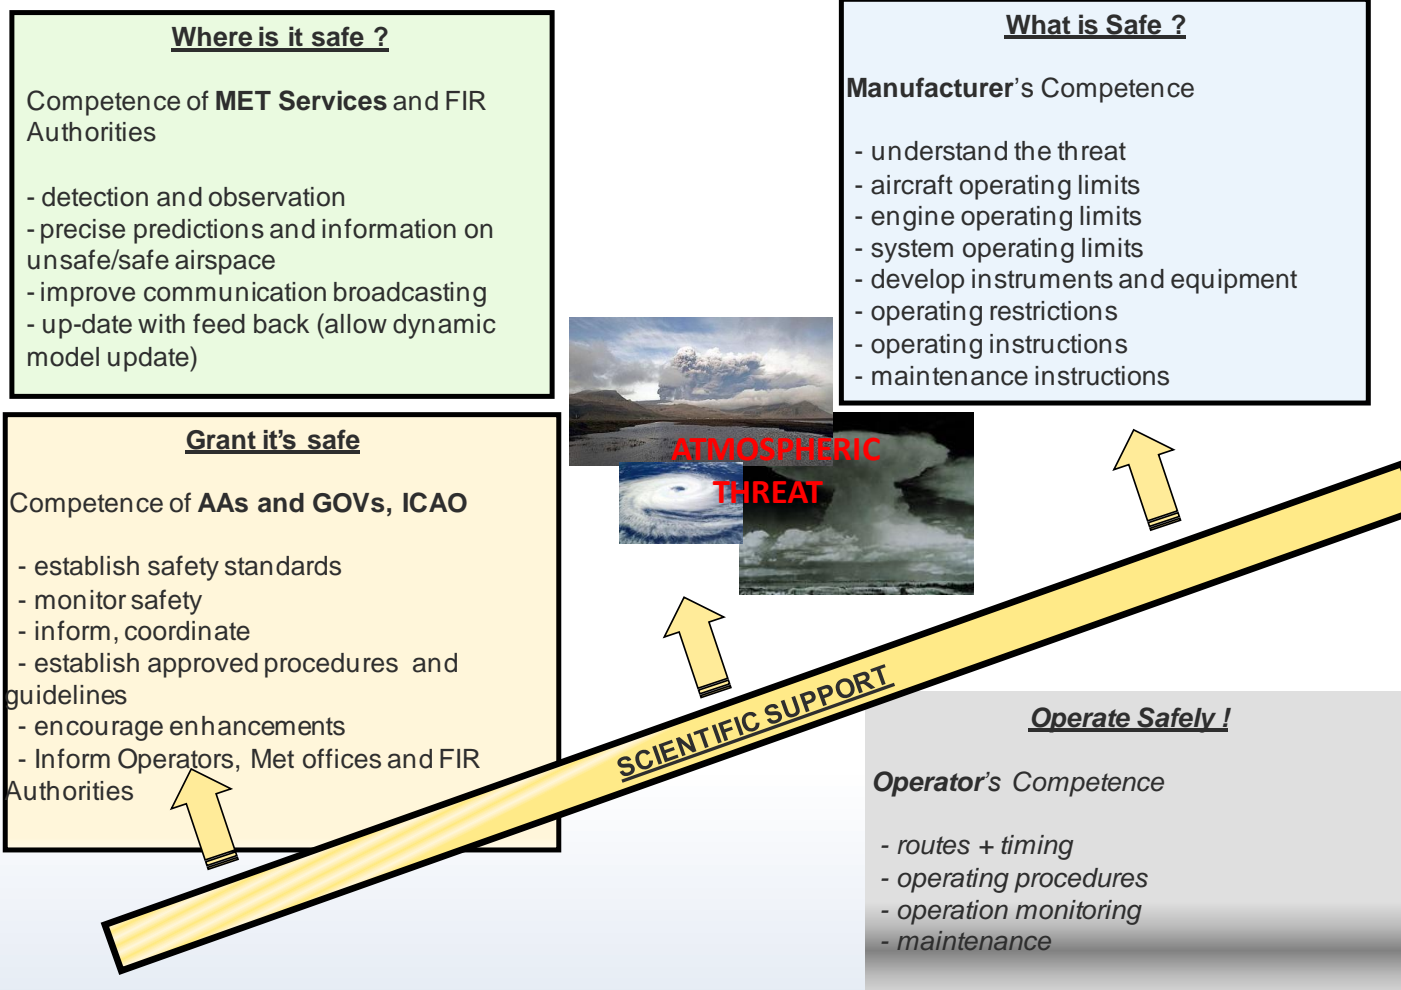 Where is it safe ?
Competence of MET Services and FIR
Authorities
- detection and observation
- precise predictions and information on
unsafe/safe airspace
- improve communication broadcasting
- up-date with feed back (allow dynamic
model update)
What is Safe ?
Manufacturer’s Competence
- understand the threat
- aircraft operating limits
- engine operating limits
- system operating limits
- develop instruments and equipment
- operating restrictions
- operating instructions
- maintenance instructions
ATMOSPHERIC
THREAT
Grant it’s safe
Competence of AAs and GOVs, ICAO
- establish safety standards
- monitor safety
- inform, coordinate
- establish approved procedures and
guidelines
- encourage enhancements
- Inform Operators, Met offices and FIR
Authorities
SCIENTIFIC SUPPORT
Operate Safely !
Operator’s Competence
- routes + timing
- operating procedures
- operation monitoring
- maintenance